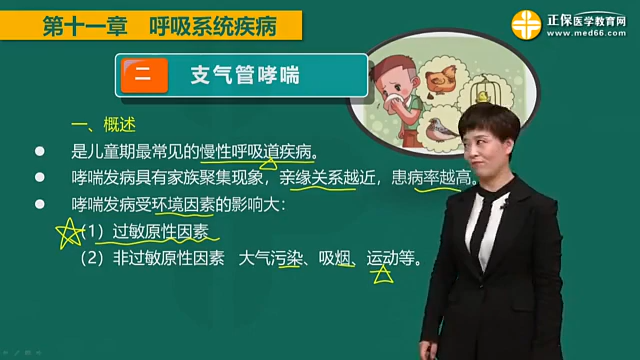 第十一章 呼吸系统疾病
正保医学教育网
www.med66.com
二 支气管哮喘
一、概述
是儿童期最常见的慢性呼吸道疾病。
哮喘发病具有家族聚集现象，亲缘关系越近，患病率越高。
哮喘发病受环境因素的影响大：
（1）过敏原性因素
（2）非过敏原性因素 大气污染、吸烟、运动等。